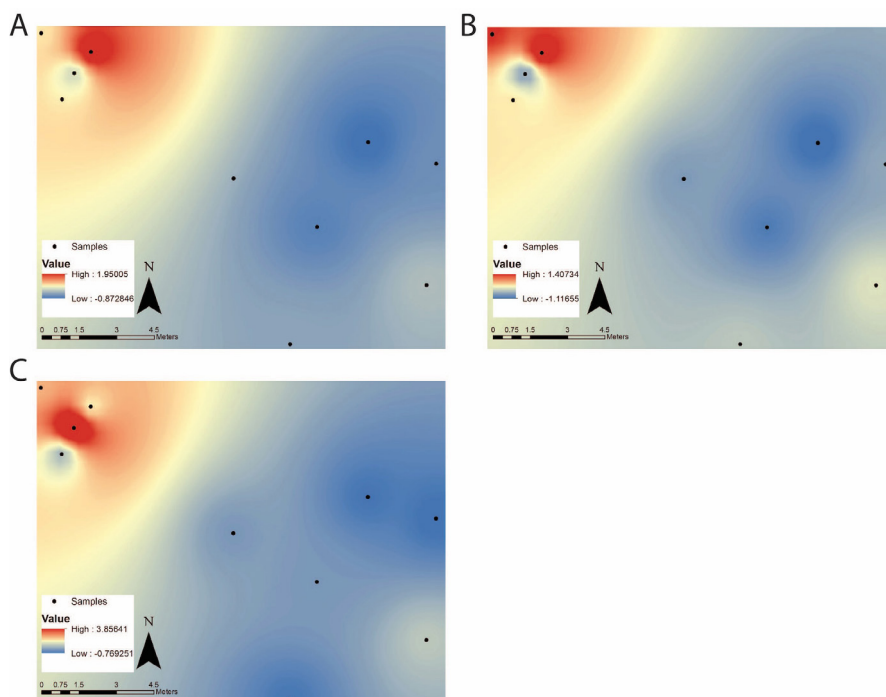 A
Samples
Value
High : 1.95005
Low : -0.872846
N
0 0.75 1.5 3 4.5
Meters
B
Samples
Value
High : 1.40734
Low : -1.11655
N
0 0.75 1.5 3 4.5
Meters
C
Samples
Value
High : 3.85641
Low : -0.769251
N
0 0.75 1.5 3 4.5
Meters